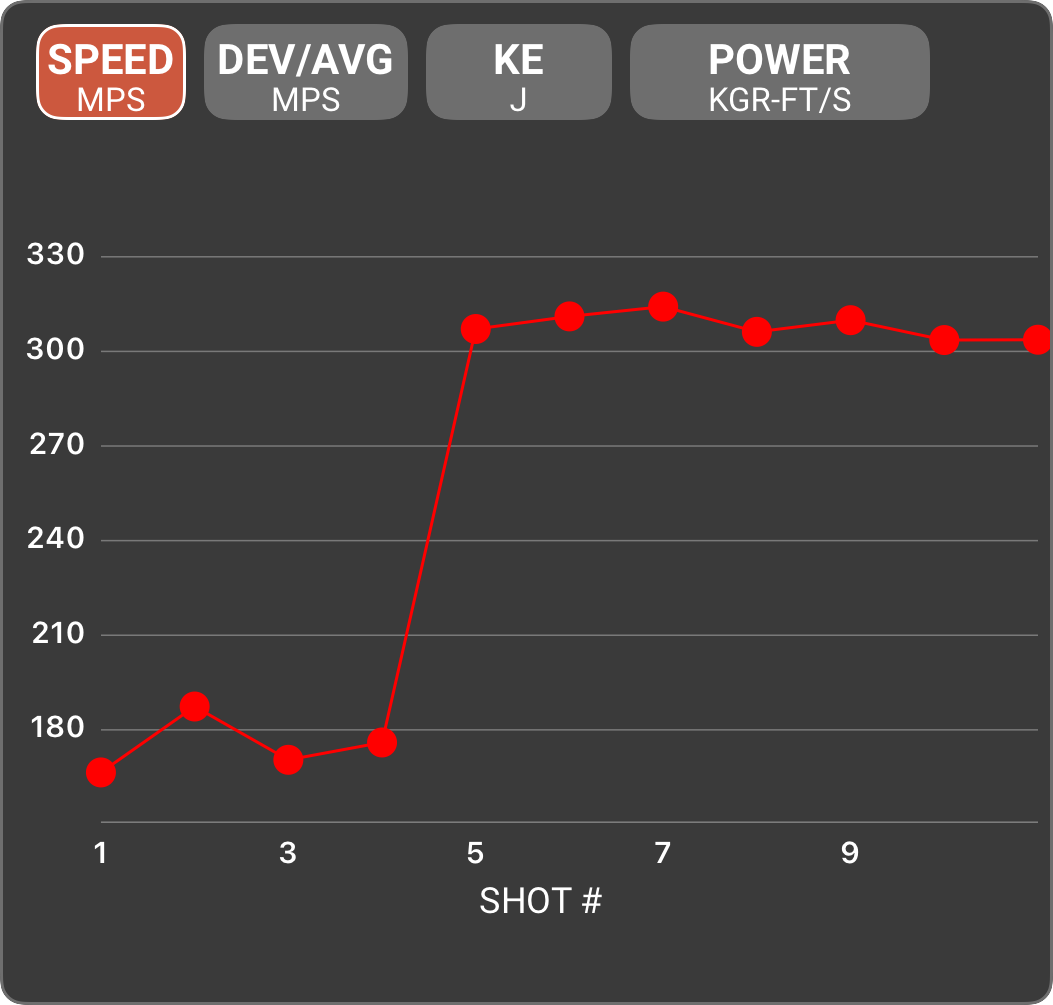 SPEED DEV/AVG KE POWER
MPS MPS J KGR-FT/S
330
300
270
240
210
180
1 3 5 7 9
SHOT #